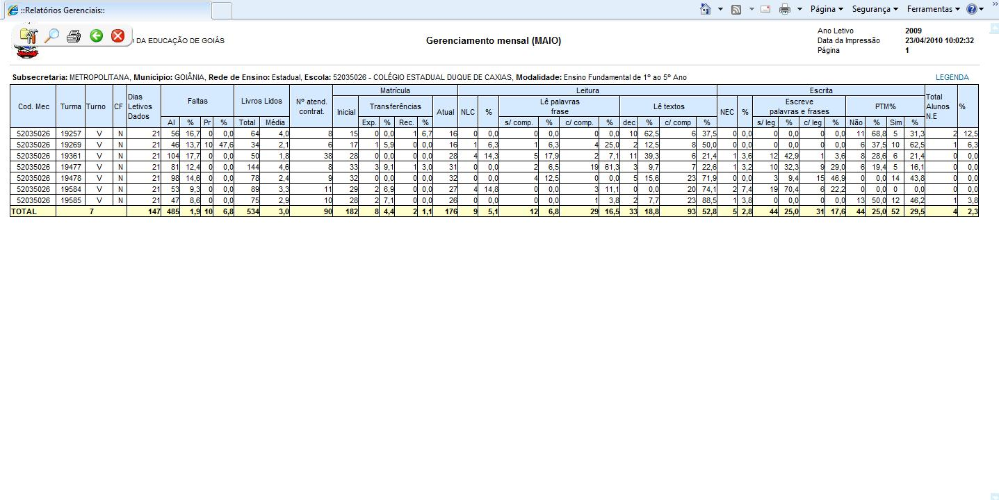 ::Relatórios Gerenciais::
Página Segurança Ferramentas
DA EDUCAÇÃO DE GOIÁS
Gerenciamento mensal (MAIO)
Ano Letivo 2009
Data da Impressão 23/04/2010 10:02:32
Página 1
Subsecretaria: METROPOLITANA, Município: GOIÂNIA, Rede de Ensino: Estadual, Escola: 52035026 - COLÉGIO ESTADUAL DUQUE DE CAXIAS, Modalidade: Ensino Fundamental de 1º ao 5º Ano LEGENDA
Cod. Mec Turma Turno CF Dias Letivos Dados Faltas Livros Lidos Nº atend. contrat. Matrícula Leitura Escrita Total Alunos N.E %
Inicial Transferências Atual NLC % Lê palavras frase Lê textos NEC % Escreve palavras e frases PTM%
Al % Pr % Total Média Exp. % Rec. % s/ comp. % c/ comp. % dec % c/ comp % s/ leg % c/ leg % Não % Sim %
52035026 19257 V N 21 56 16,7 0 0,0 64 4,0 8 15 0 0,0 1 6,7 16 0 0,0 0 0,0 0 0,0 10 62,5 6 37,5 0 0,0 0 0,0 0 0,0 11 68,8 5 31,3 2 12,5
52035026 19269 V N 21 46 13,7 10 47,6 34 2,1 6 17 1 5,9 0 0,0 16 1 6,3 1 6,3 4 25,0 2 12,5 8 50,0 0 0,0 0 0,0 0 0,0 6 37,5 10 62,5 1 6,3
52035026 19361 V N 21 104 17,7 0 0,0 50 1,8 38 28 0 0,0 0 0,0 28 4 14,3 5 17,9 2 7,1 11 39,3 6 21,4 1 3,6 12 42,9 1 3,6 8 28,6 6 21,4 0 0,0
52035026 19477 V N 21 81 12,4 0 0,0 144 4,6 8 33 3 9,1 1 3,0 31 0 0,0 2 6,5 19 61,3 3 9,7 7 22,6 1 3,2 10 32,3 9 29,0 6 19,4 5 16,1 0 0,0
52035026 19478 V N 21 98 14,6 0 0,0 78 2,4 9 32 0 0,0 0 0,0 32 0 0,0 4 12,5 0 0,0 5 15,6 23 71,9 0 0,0 3 9,4 15 46,9 0 0,0 14 43,8 0 0,0
52035026 19584 V N 21 53 9,3 0 0,0 89 3,3 11 29 2 6,9 0 0,0 27 4 14,8 0 0,0 3 11,1 0 0,0 20 74,1 2 7,4 19 70,4 6 22,2 0 0,0 0 0,0 0 0,0
52035026 19585 V N 21 47 8,6 0 0,0 75 2,9 10 28 2 7,1 0 0,0 26 0 0,0 0 0,0 1 3,8 2 7,7 23 88,5 1 3,8 0 0,0 0 0,0 13 50,0 12 46,2 1 3,8
TOTAL 7 147 485 1,9 10 6,8 534 3,0 90 182 8 4,4 2 1,1 176 9 5,1 12 6,8 29 16,5 33 18,8 93 52,8 5 2,8 44 25,0 31 17,6 44 25,0 52 29,5 4 2,3